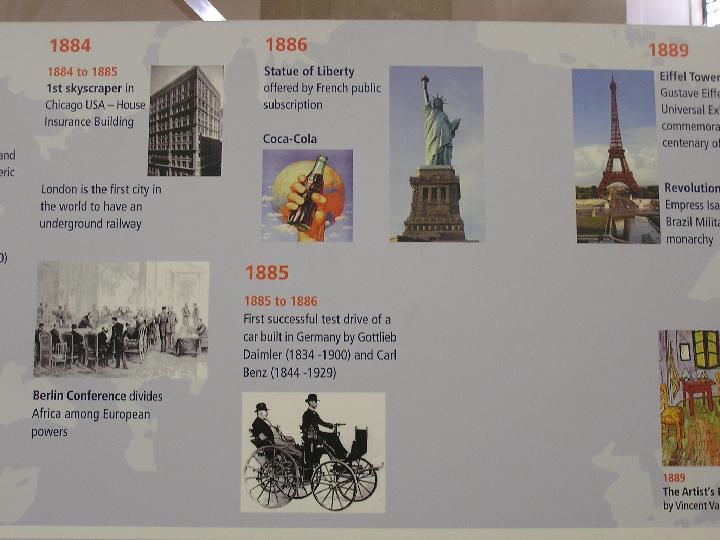 and
eric
0)
1884
1884 to 1885
1st skyscraper in
Chicago USA – House
Insurance Building
London is the first city in
the world to have an
underground railway
Berlin Conference divides
Africa among European
powers
1886
Statue of Liberty
offered by French public
subscription
Coca-Cola
1885
1885 to 1886
First successful test drive of a
car built in Germany by Gottlieb
Daimler (1834 -1900) and Carl
Benz (1844 -1929)
1889
Eiffel Tower
Gustave Eiffe
Universal Ex
commemora
centenary of
Revolution
Empress Isa
Brazil Milita
monarchy
1889
The Artist's
by Vincent Va